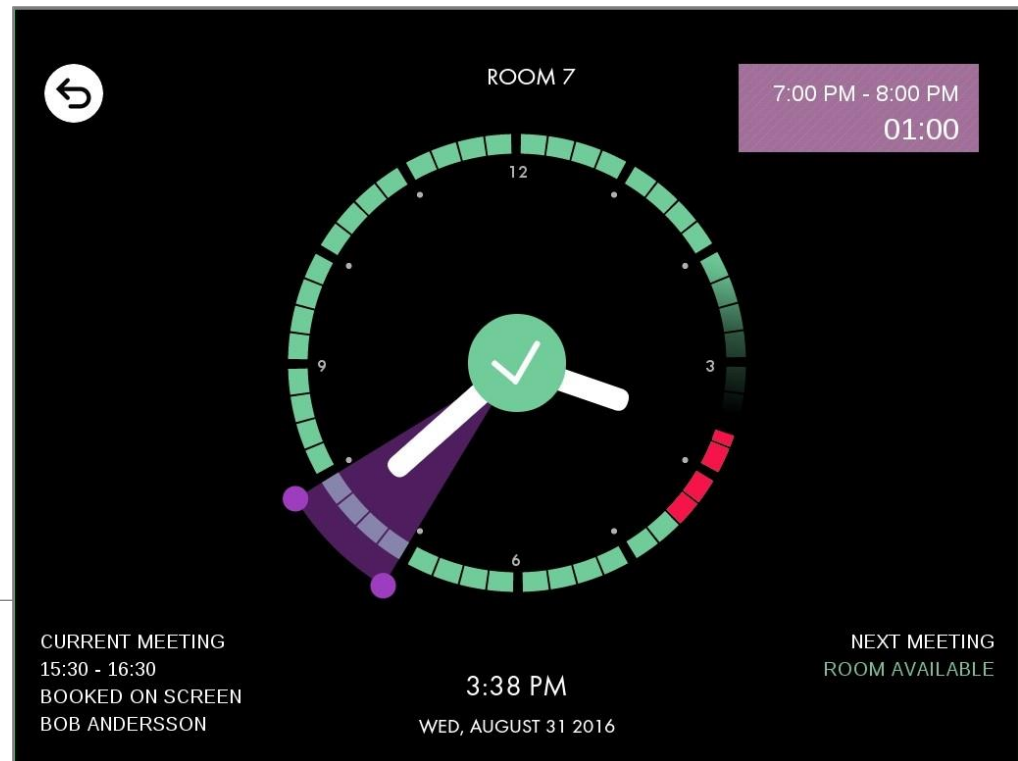 ROOM 7
7:00 PM - 8:00 PM
01:00
12
9
3
6
CURRENT MEETING
15:30 - 16:30
BOOKED ON SCREEN
BOB ANDERSSON
3:38 PM
WED, AUGUST 31 2016
NEXT MEETING
ROOM AVAILABLE